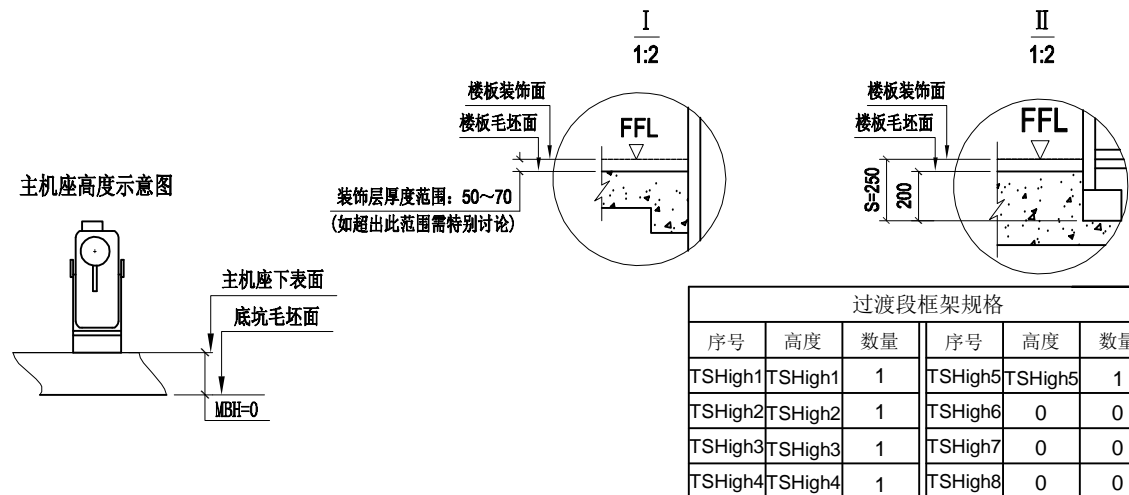 Ⅰ
1:2
楼板装饰面
楼板毛坯面
FFL
装饰层厚度范围：50～70
(如超出此范围需特别讨论)
Ⅱ
1:2
楼板装饰面
楼板毛坯面
FFL
S=250
200
主机座高度示意图
主机座下表面
底坑毛坯面
MBH=0
过渡段框架规格
序号 高度 数量 序号 高度 数量
TSHigh1 TSHigh1 1 TSHigh5 TSHigh5 1
TSHigh2 TSHigh2 1 TSHigh6 0 0
TSHigh3 TSHigh3 1 TSHigh7 0 0
TSHigh4 TSHigh4 1 TSHigh8 0 0